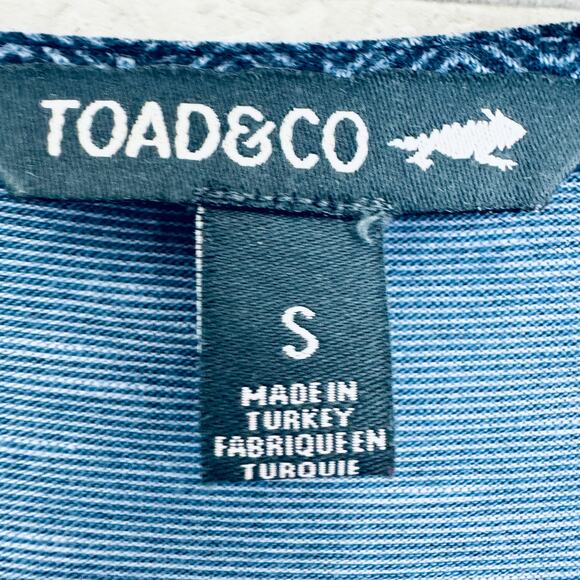 TOAD&CO
S
MADE IN
TURKEY
FABRIQUE EN
TURQUIE